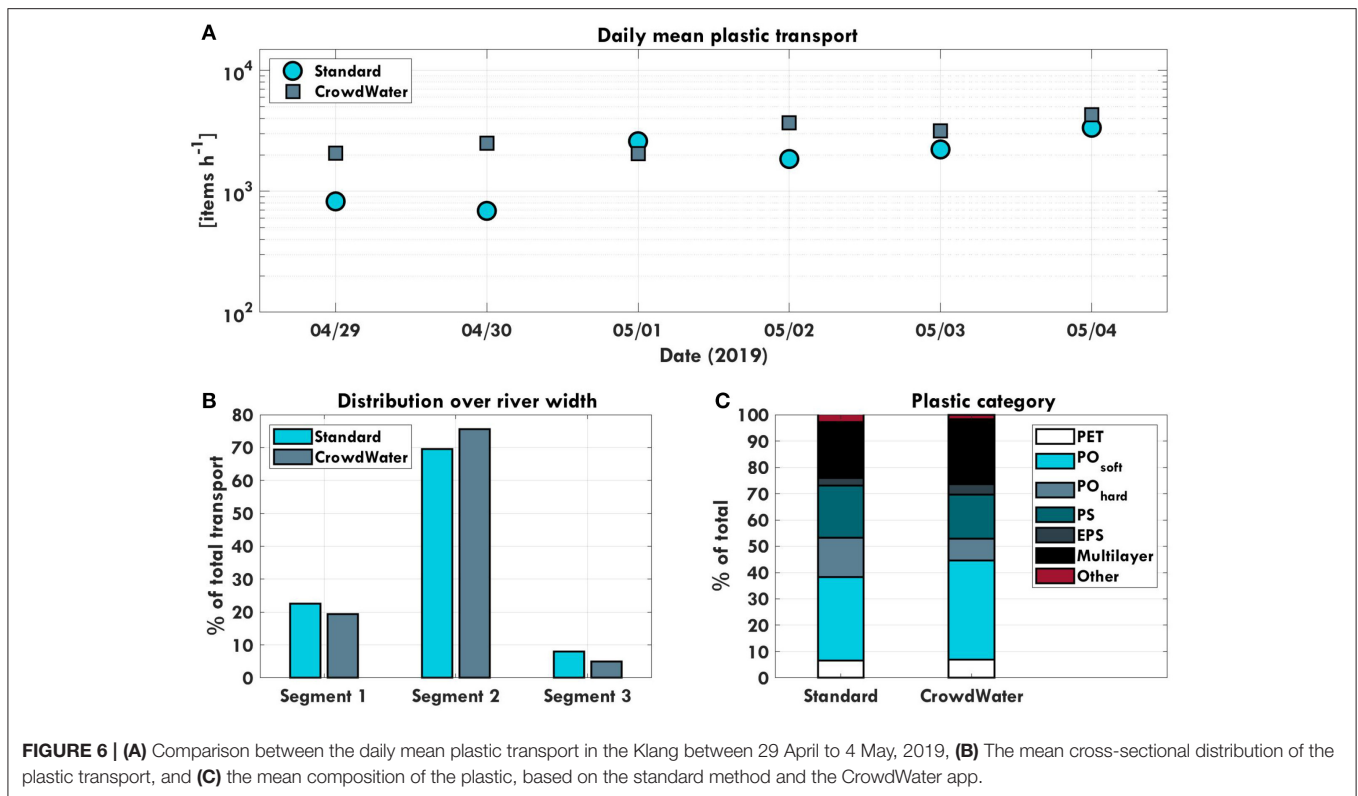 A
Daily mean plastic transport
Standard
CrowdWater
10^4
10^3
10^2
[items h^-1]
04/29 04/30 05/01 05/02 05/03 05/04
Date (2019)
B
Distribution over river width
Standard
CrowdWater
80
70
60
50
40
30
20
10
0
% of total transport
Segment 1 Segment 2 Segment 3
C
Plastic category
100
90
80
70
60
50
40
30
20
10
0
% of total
PET
PO_soft
PO_hard
PS
EPS
Multilayer
Other
Standard CrowdWater
FIGURE 6 | (A) Comparison between the daily mean plastic transport in the Klang between 29 April to 4 May, 2019, (B) The mean cross-sectional distribution of the
plastic transport, and (C) the mean composition of the plastic, based on the standard method and the CrowdWater app.